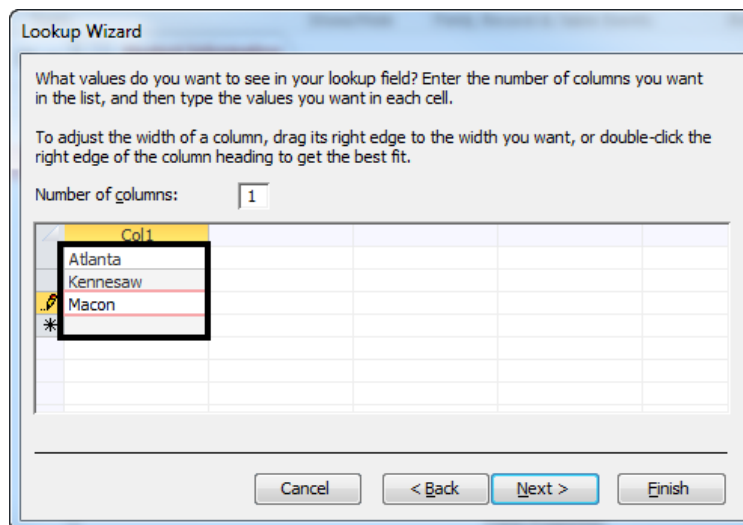 Lookup Wizard
What values do you want to see in your lookup field? Enter the number of columns you want
in the list, and then type the values you want in each cell.
To adjust the width of a column, drag its right edge to the width you want, or double-click the
right edge of the column heading to get the best fit.
Number of columns: 1
Col1
Atlanta
Kennesaw
Macon
Cancel < Back Next > Finish